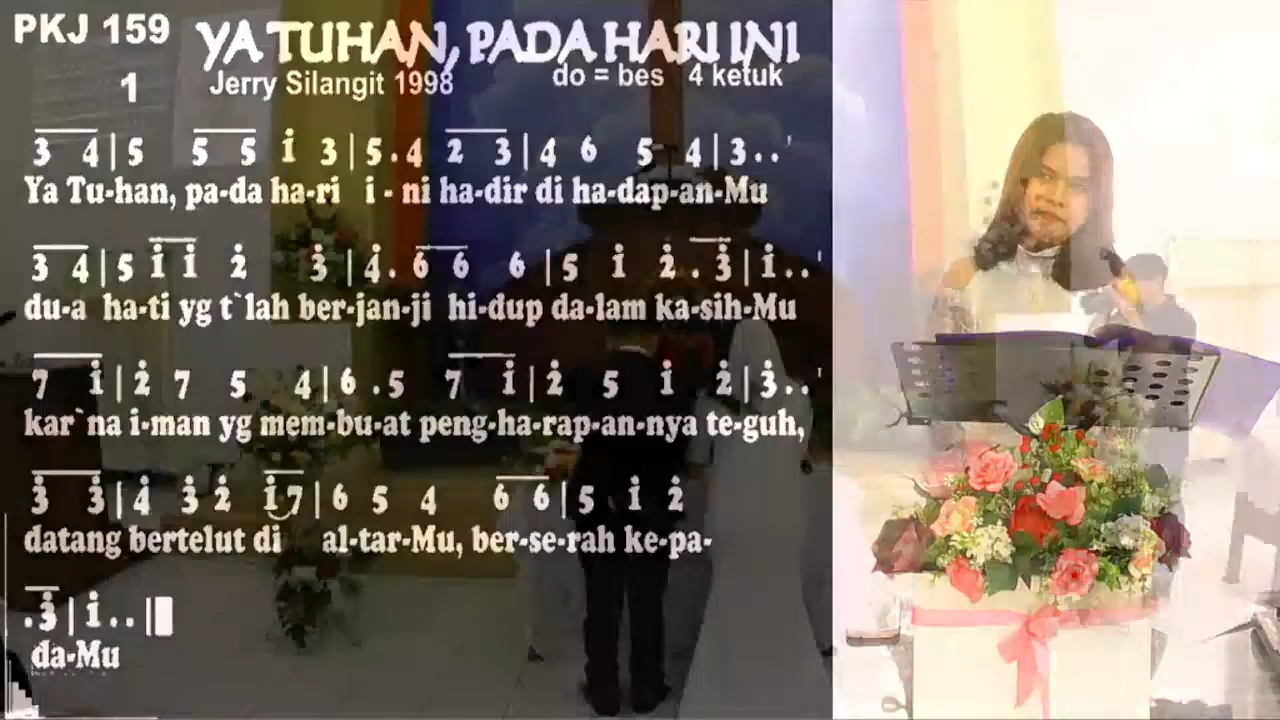 PKJ 159 YA TUHAN, PADA HARI INI
1 Jerry Silangit 1998 do = bes 4 ketuk
3 4 | 5 5 5 i 3 | 5 . 4 2 3 | 4 6 5 4 | 3 . . '
Ya Tu-han, pa-da ha-ri i - ni ha-dir di ha-dap-an-Mu
3 4 | 5 i i 2̇ 3̇ | 4̇ . 6̇ 6̇ 6 | 5 i 2̇ . 3̇ | i . . '
du-a ha-ti yg t`lah ber-jan-ji hi-dup da-lam ka-sih-Mu
7 i | 2̇ 7 5 4 | 6 . 5 7 i | 2̇ 5 i 2̇ | 3̇ . . '
kar`na i-man yg mem-bu-at peng-ha-rap-an-nya te-guh,
3̇ 3̇ | 4̇ 3̇ 2̇ i 7 | 6 5 4 6 6 | 5 i 2̇
datang bertelut di al-tar-Mu, ber-se-rah ke-pa-
. 3̇ | i . . ||
da-Mu